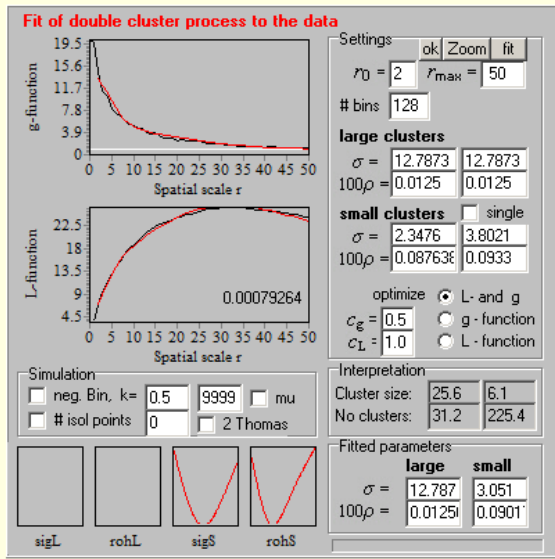 Fit of double cluster process to the data
g-function
19.5
15.6
11.7
7.8
3.9
0
0 5 10 15 20 25 30 35 40 45 50
Spatial scale r
L-function
22.5
18
13.5
9
4.5
0.00079264
0 5 10 15 20 25 30 35 40 45 50
Spatial scale r
Simulation
neg. Bin, k= 0.5 9999 mu
# isol points 0 2 Thomas
sigL rohL sigS rohS
Settings
ok Zoom fit
r0 = 2 rmax = 50
# bins 128
large clusters
σ = 12.7873 12.7873
100ρ = 0.0125 0.0125
small clusters single
σ = 2.3476 3.8021
100ρ = 0.08763 0.0933
optimize L- and g
cg = 0.5 g - function
cL = 1.0 L - function
Interpretation
Cluster size: 25.6 6.1
No clusters: 31.2 225.4
Fitted parameters
large small
σ = 12.787 3.051
100ρ = 0.0125 0.0901